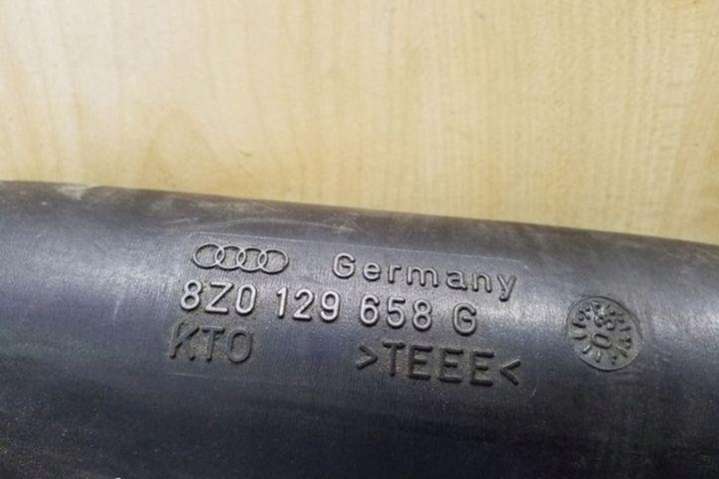 Germany
8Z0 129 658 G
KTO
>TEEE<